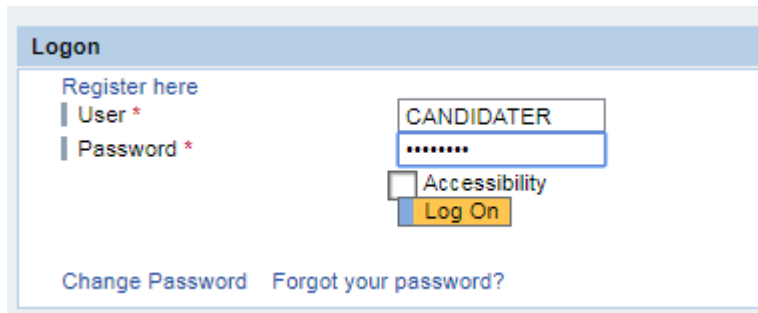 Logon
Register here
User *
CANDIDATER
Password *
••••••••
Accessibility
Log On
Change Password Forgot your password?